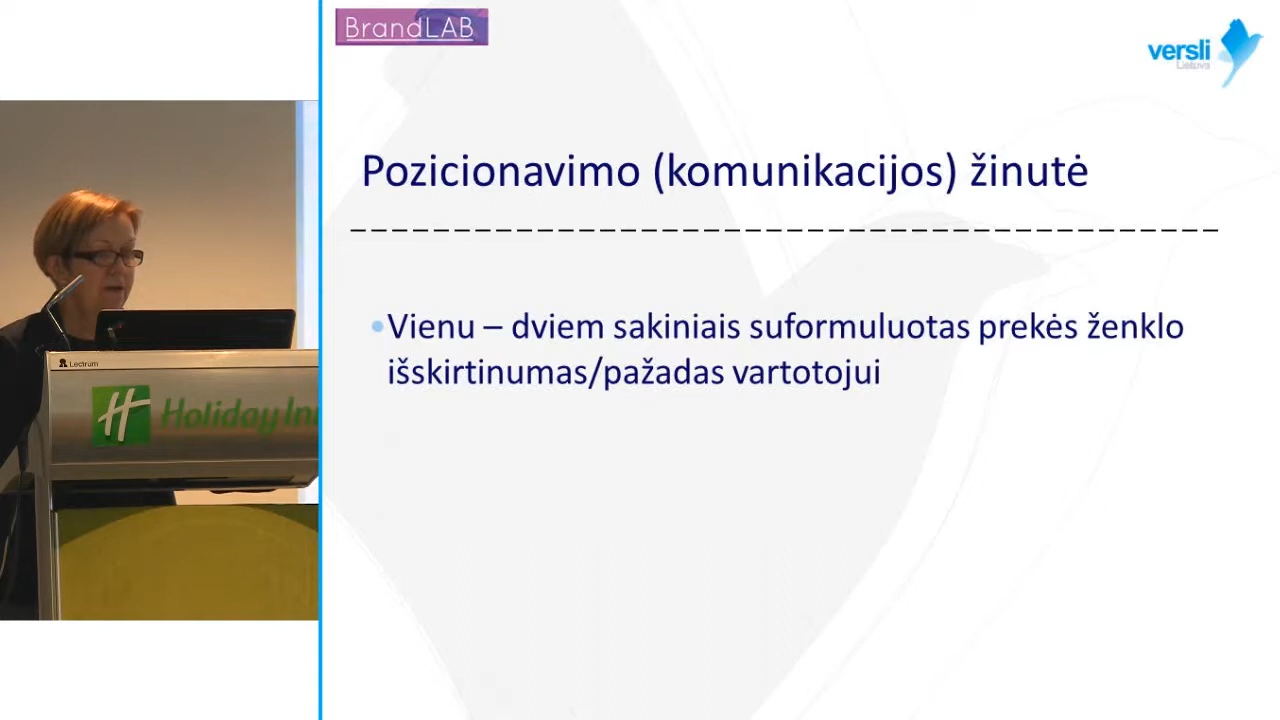 BrandLAB
versli
Lietuva
Pozicionavimo (komunikacijos) žinutė
•Vienu – dviem sakiniais suformuluotas prekės ženklo
išskirtinumas/pažadas vartotojui
Lectrum
H Holiday Inn